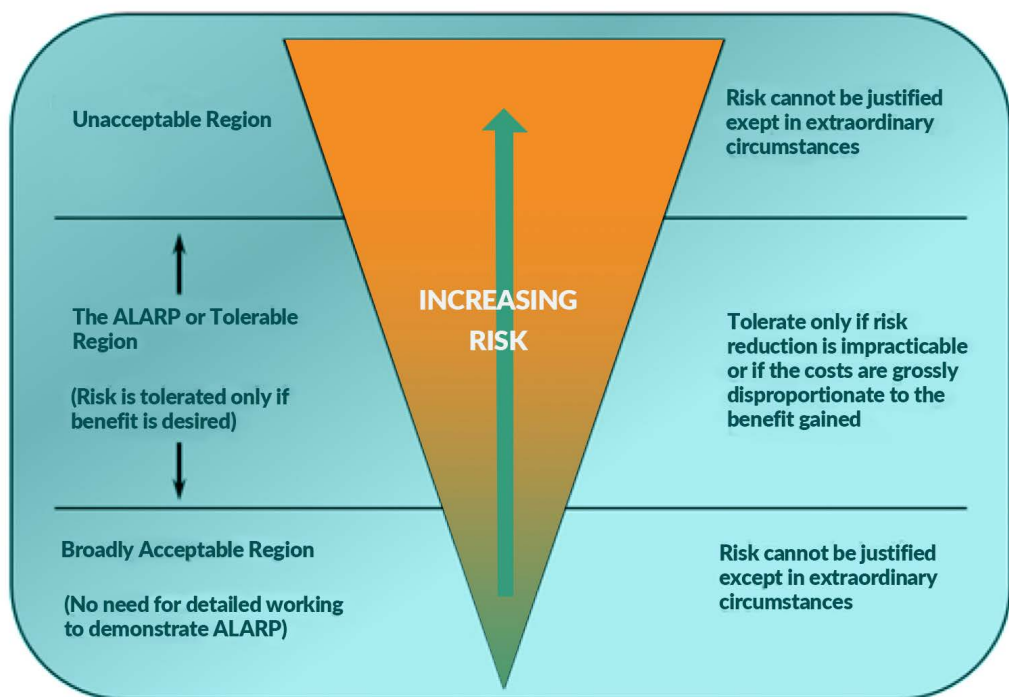 Unacceptable Region
Risk cannot be justified
exept in extraordinary
circumstances
The ALARP or Tolerable
Region
(Risk is tolerated only if
benefit is desired)
INCREASING
RISK
Tolerate only if risk
reduction is impracticable
or if the costs are grossly
disproportionate to the
benefit gained
Broadly Acceptable Region
(No need for detailed working
to demonstrate ALARP)
Risk cannot be justified
except in extraordinary
circumstances